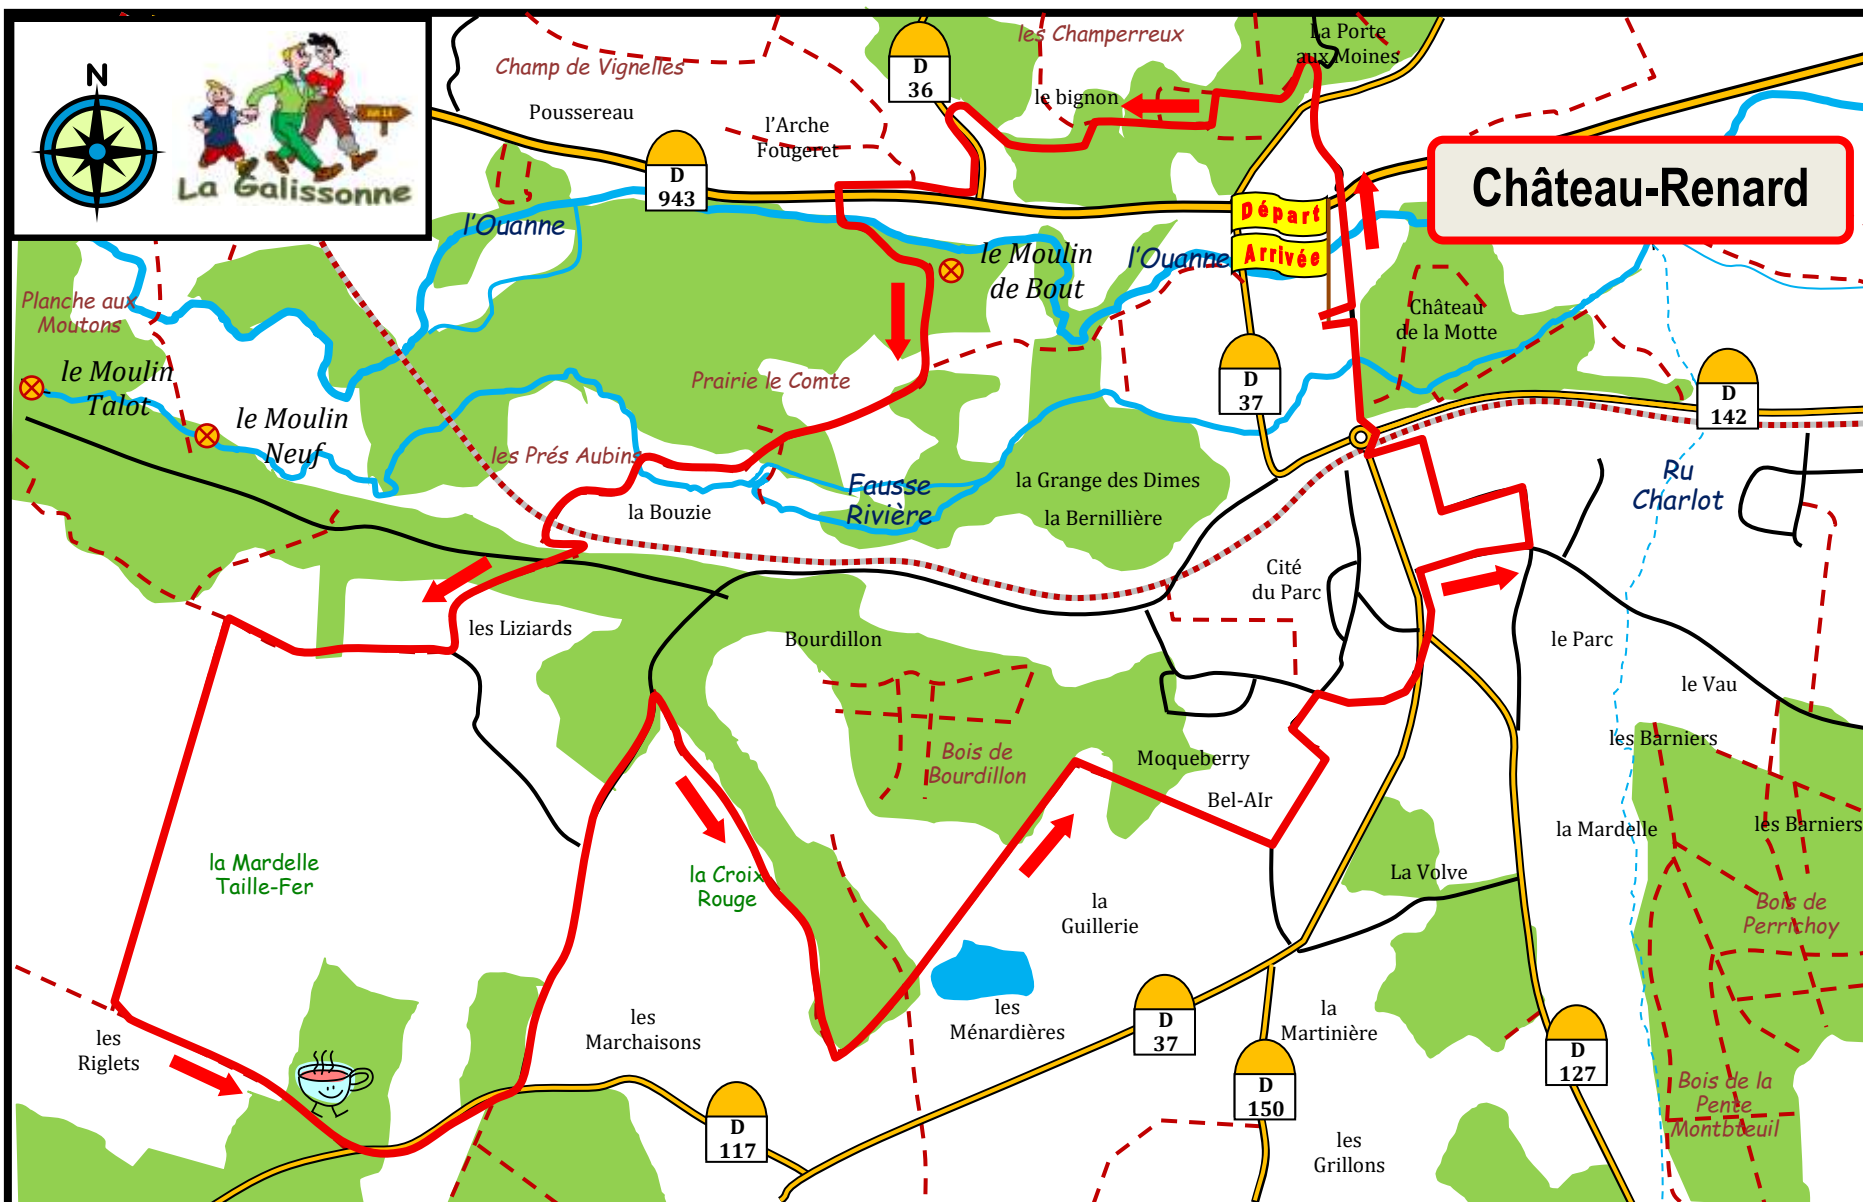 N
La Galissonne
Château-Renard
Champ de Vignelles
Poussereau
l'Arche
Fougeret
D
36
les Champerreux
le bignon
La Porte
aux Moines
D
943
l'Ouanne
le Moulin
de Bout
l'Ouanne
Départ
Arrivée
Château
de la Motte
Planche aux
Moutons
le Moulin
Talot
le Moulin
Neuf
Prairie le Comte
les Prés Aubins
D
37
D
142
la Bouzie
Fausse
Rivière
la Grange des Dimes
la Bernillière
Ru
Charlot
Cité
du Parc
les Liziards
Bourdillon
le Parc
le Vau
Bois de
Bourdillon
Moqueberry
Bel-AIr
les Barniers
la Mardelle
les Barniers
la Mardelle
Taille-Fer
la Croix
Rouge
La Volve
la
Guillerie
Bois de
Perrichoy
les
Riglets
les
Marchaisons
les
Ménardières
D
37
la
Martinière
D
150
D
127
D
117
Bois de la
Pente
Montbteuil
les
Grillons